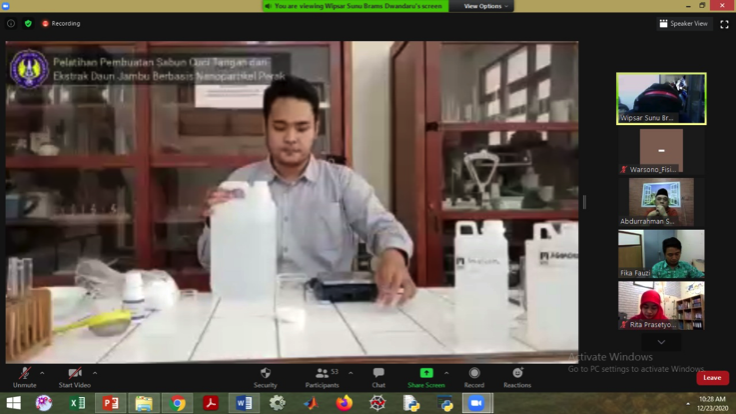 You are viewing Wipsar Sunu Brams Dwandaru's screen
View Options
Recording
Speaker View
Pelatihan Pembuatan Sabun Cuci Tangan dari
Ekstrak Daun Jambu Berbasis Nanopartikel Perak
Wipsar Sunu Br...
Warsono_Fisi...
Abdurrahman S...
Fika Fauzi
Rita Prasetyo...
Activate Windows
Go to PC settings to activate Windows.
Unmute
Start Video
Security
53
Participants
Chat
Share Screen
Record
Reactions
Leave
10:28 AM
12/23/2020